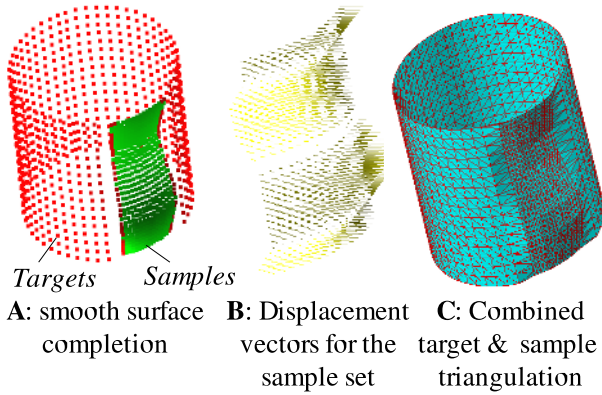 Targets
Samples
A: smooth surface
completion
B: Displacement
vectors for the
sample set
C: Combined
target & sample
triangulation